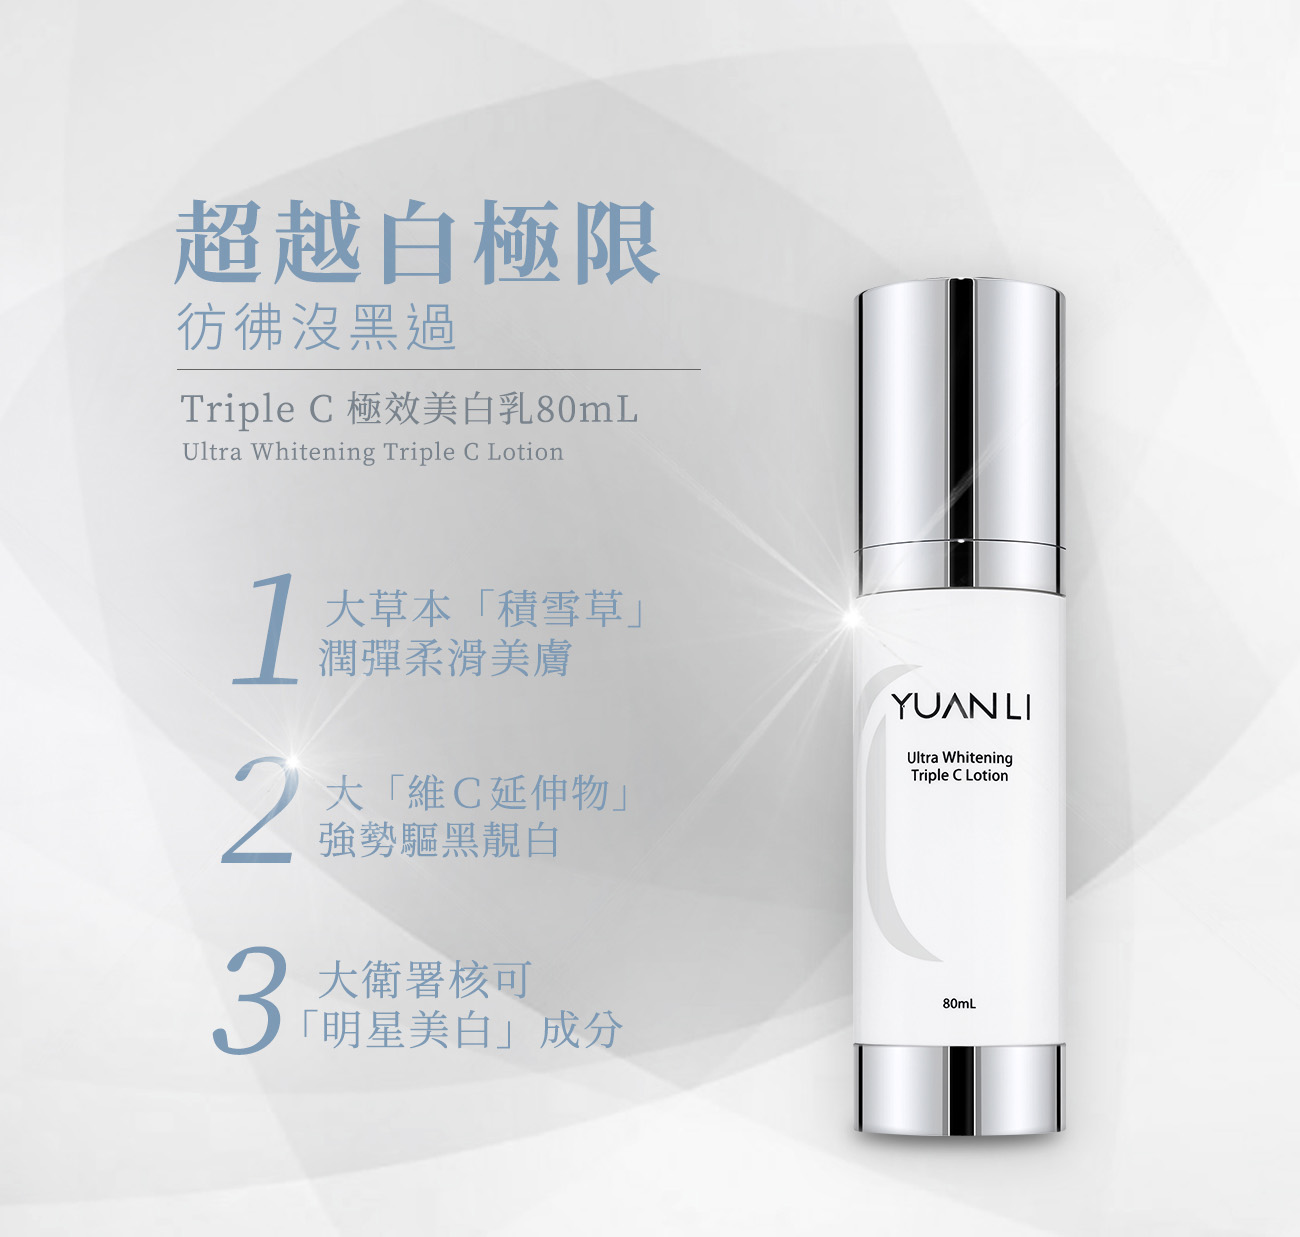 超越白極限
彷彿沒黑過
Triple C 極效美白乳80mL
Ultra Whitening Triple C Lotion
1 大草本「積雪草」
潤彈柔滑美膚
2 大「維C延伸物」
強勢驅黑靚白
3 大衛署核可
「明星美白」成分
YUAN LI
Ultra Whitening
Triple C Lotion
80mL